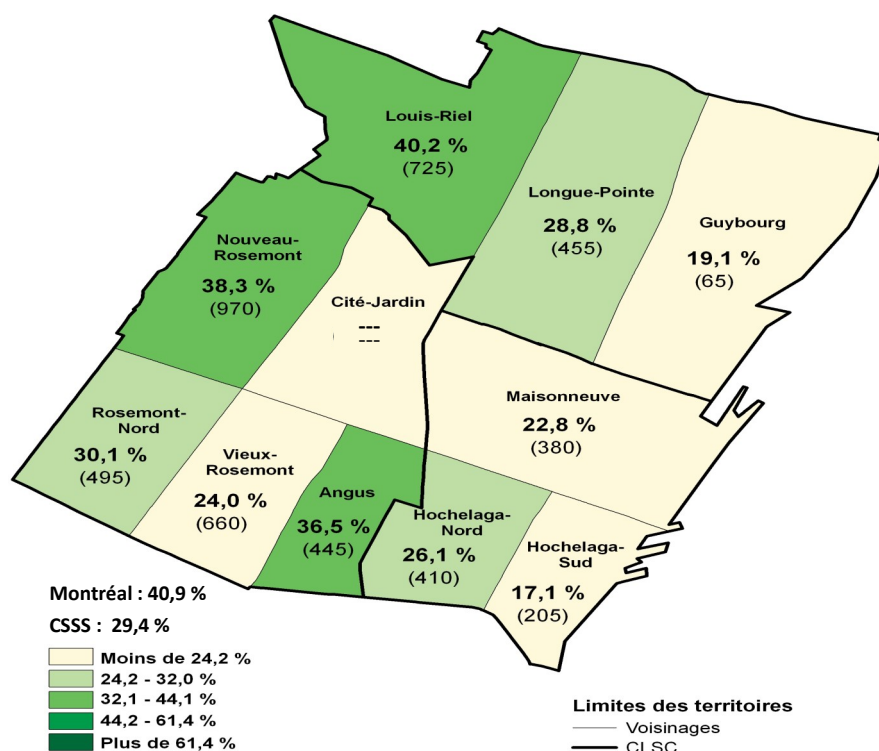 Louis-Riel
40,2 %
(725)
Longue-Pointe
28,8 %
(455)
Guybourg
19,1 %
(65)
Nouveau-
Rosemont
38,3 %
(970)
Cité-Jardin
---
---
Maisonneuve
22,8 %
(380)
Rosemont-
Nord
30,1 %
(495)
Vieux-
Rosemont
24,0 %
(660)
Angus
36,5 %
(445)
Hochelaga-
Nord
26,1 %
(410)
Hochelaga-
Sud
17,1 %
(205)
Montréal : 40,9 %
CSSS : 29,4 %
Moins de 24,2 %
24,2 - 32,0 %
32,1 - 44,1 %
44,2 - 61,4 %
Plus de 61,4 %
Limites des territoires
Voisinages
CLSC